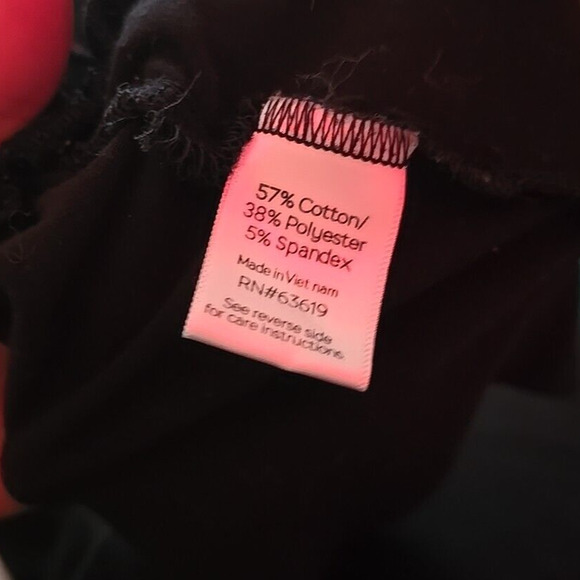 57% Cotton/
38% Polyester
5% Spandex
Made in Viet nam
RN#63619
See reverse side
for care instructions